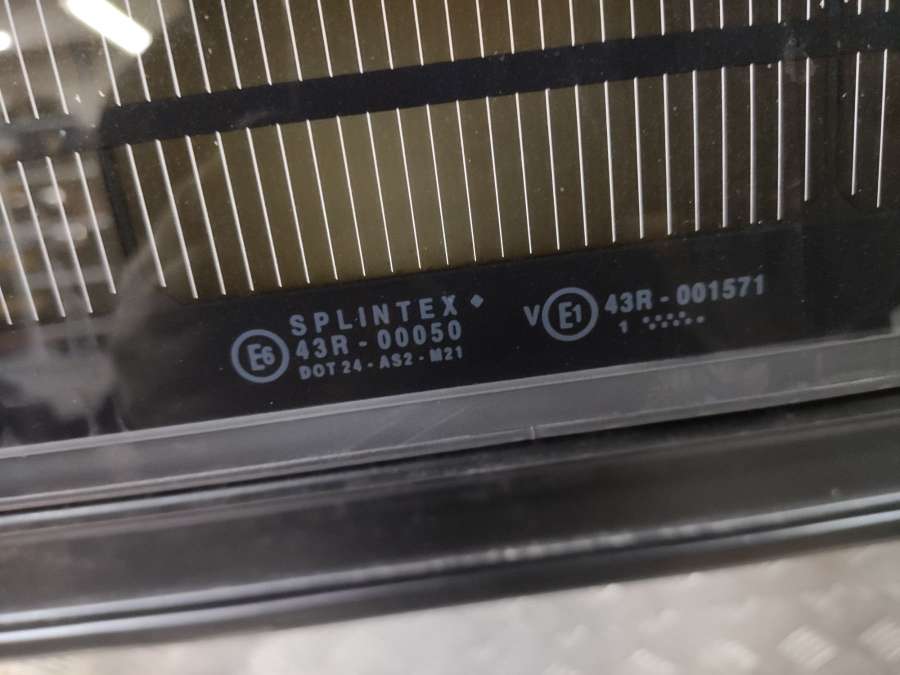 SPLINTEX
E6 43R - 00050
DOT 24 - AS2 - M21
V E1 43R - 001571
1